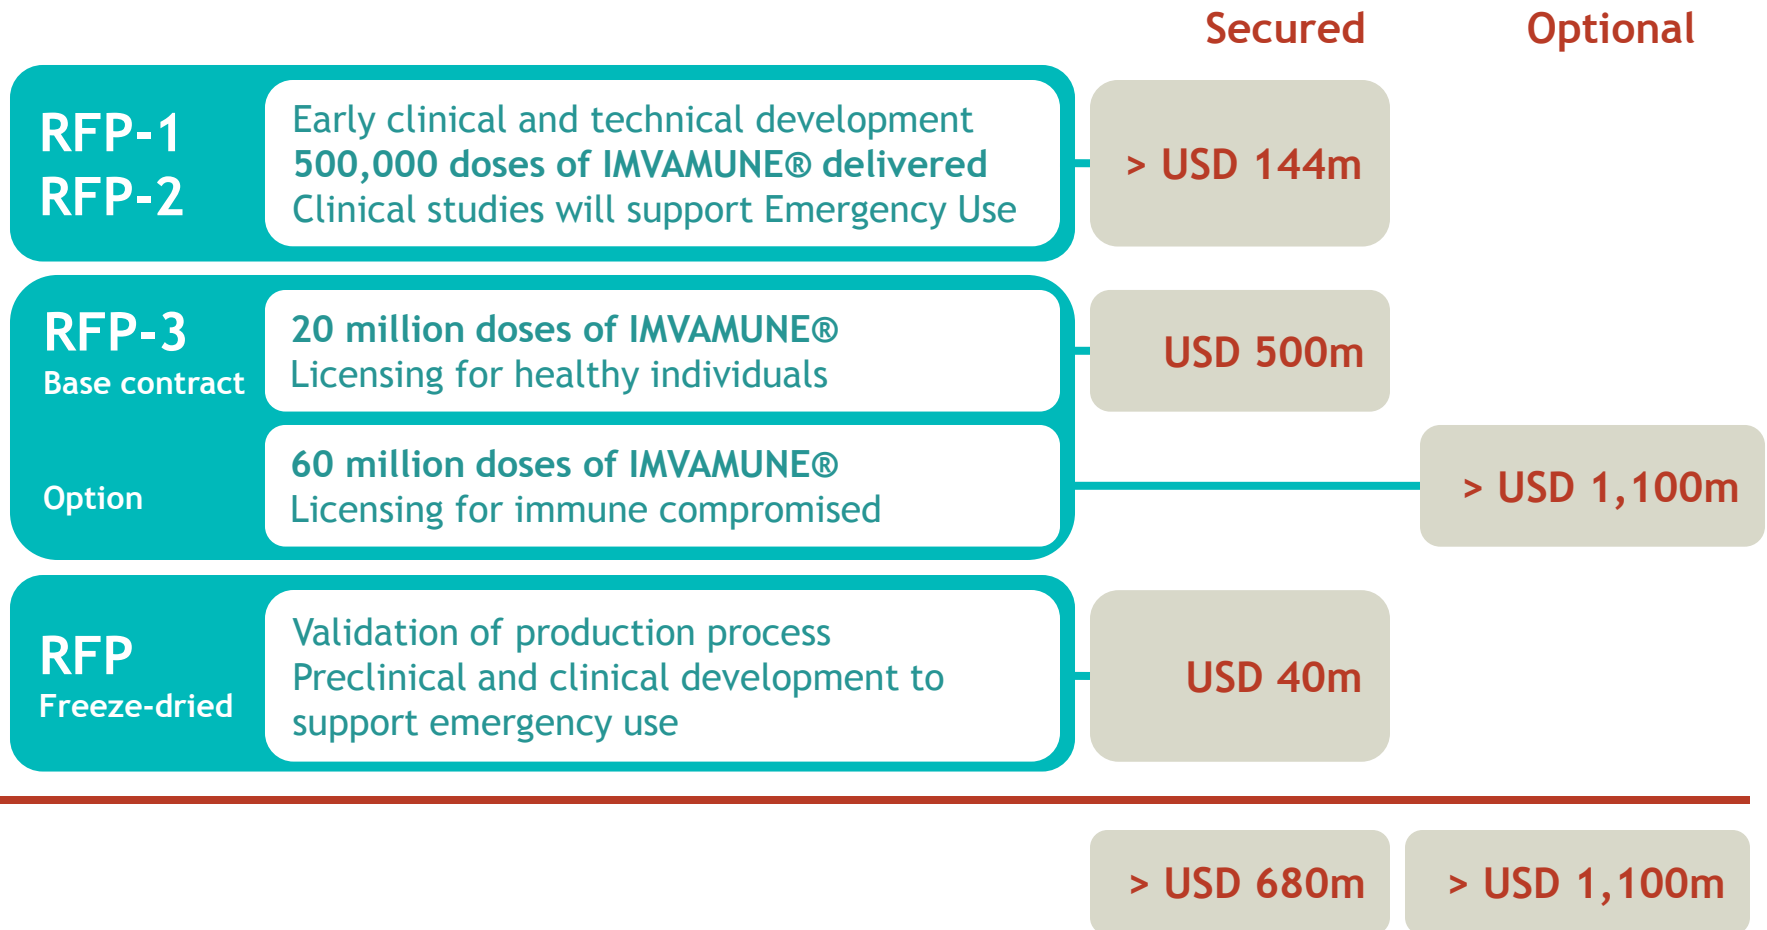 Secured
Optional
RFP-1
RFP-2
Early clinical and technical development
500,000 doses of IMVAMUNE® delivered
Clinical studies will support Emergency Use
> USD 144m
RFP-3
Base contract
20 million doses of IMVAMUNE®
Licensing for healthy individuals
USD 500m
Option
60 million doses of IMVAMUNE®
Licensing for immune compromised
> USD 1,100m
RFP
Freeze-dried
Validation of production process
Preclinical and clinical development to
support emergency use
USD 40m
> USD 680m
> USD 1,100m